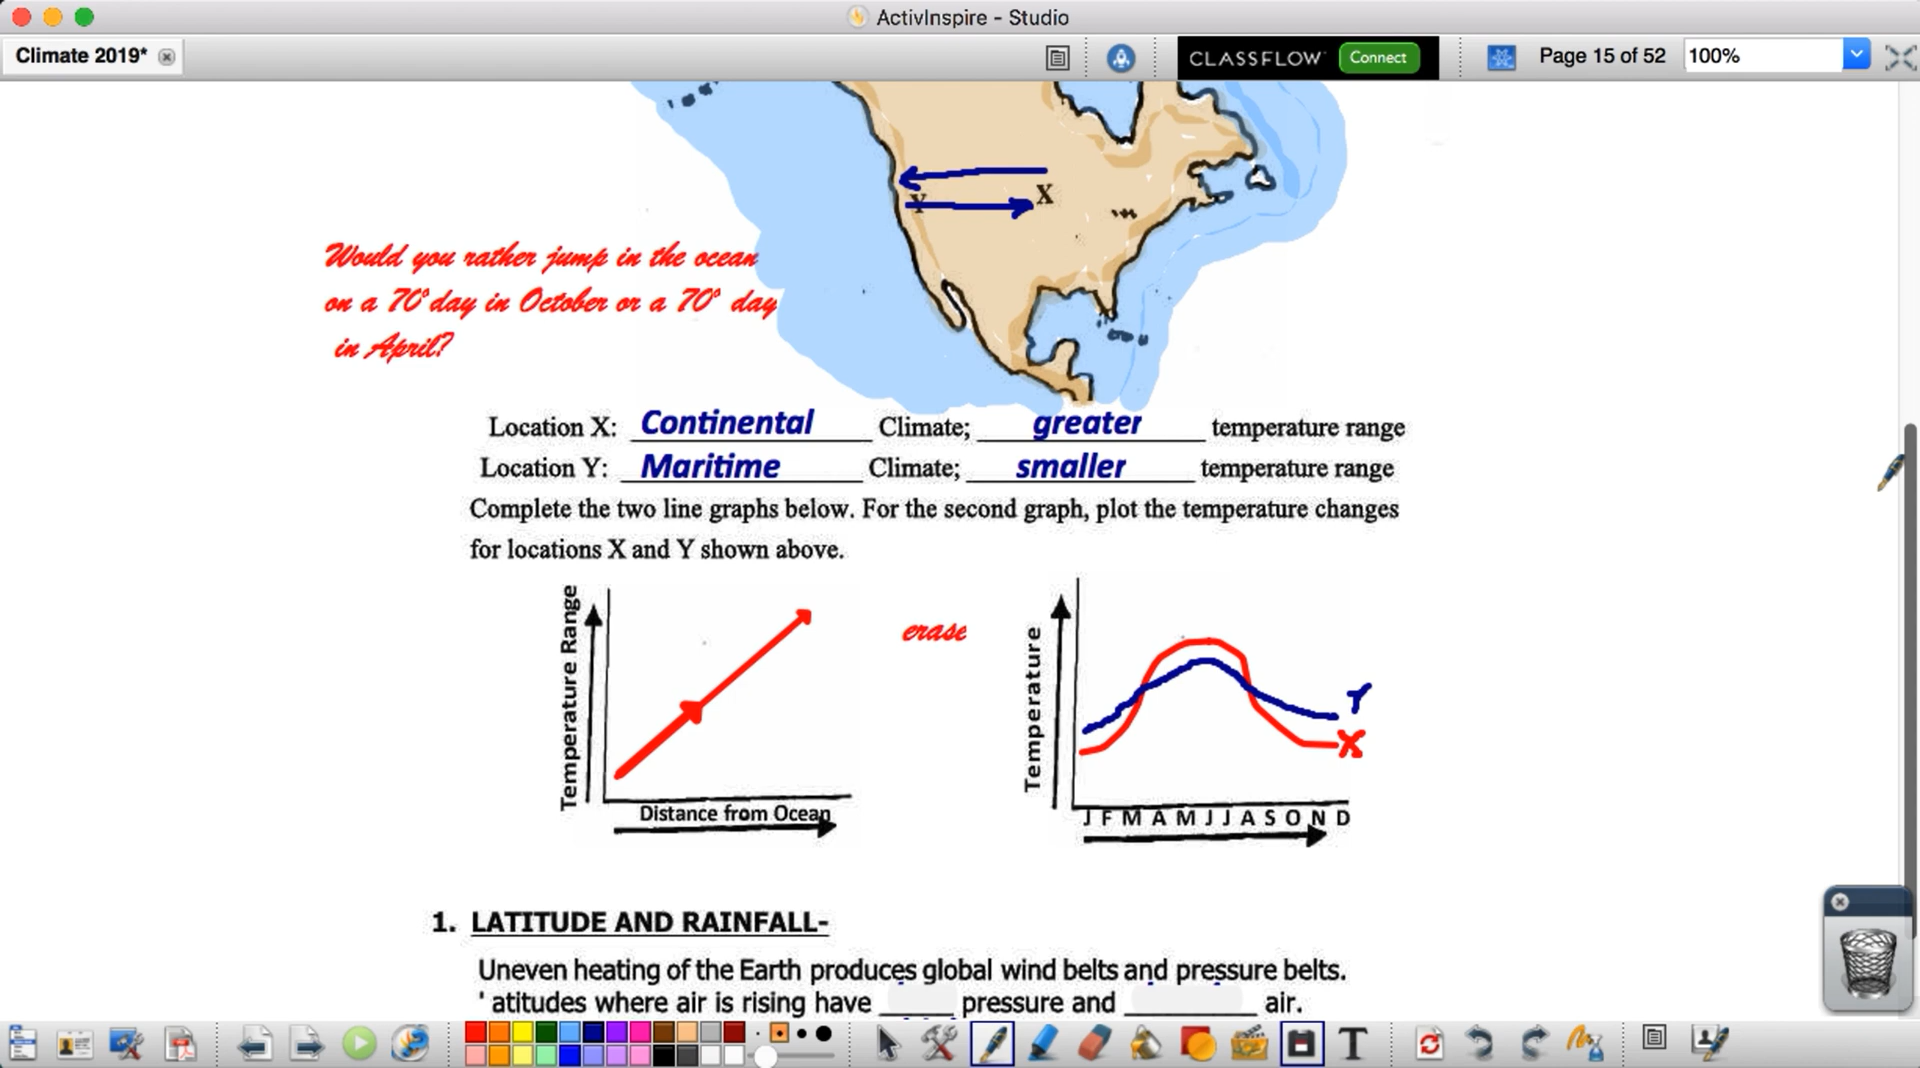 ActivInspire - Studio
Climate 2019*
CLASSFLOW Connect
Page 15 of 52
100%
X
Y
Would you rather jump in the ocean
on a 70° day in October or a 70° day
in April?
Location X: Continental Climate; greater temperature range
Location Y: Maritime Climate; smaller temperature range
Complete the two line graphs below. For the second graph, plot the temperature changes
for locations X and Y shown above.
Temperature Range
Distance from Ocean
erase
Temperature
Y
X
J F M A M J J A S O N D
1. LATITUDE AND RAINFALL-
Uneven heating of the Earth produces global wind belts and pressure belts.
atitudes where air is rising have _____ pressure and _________ air.
T